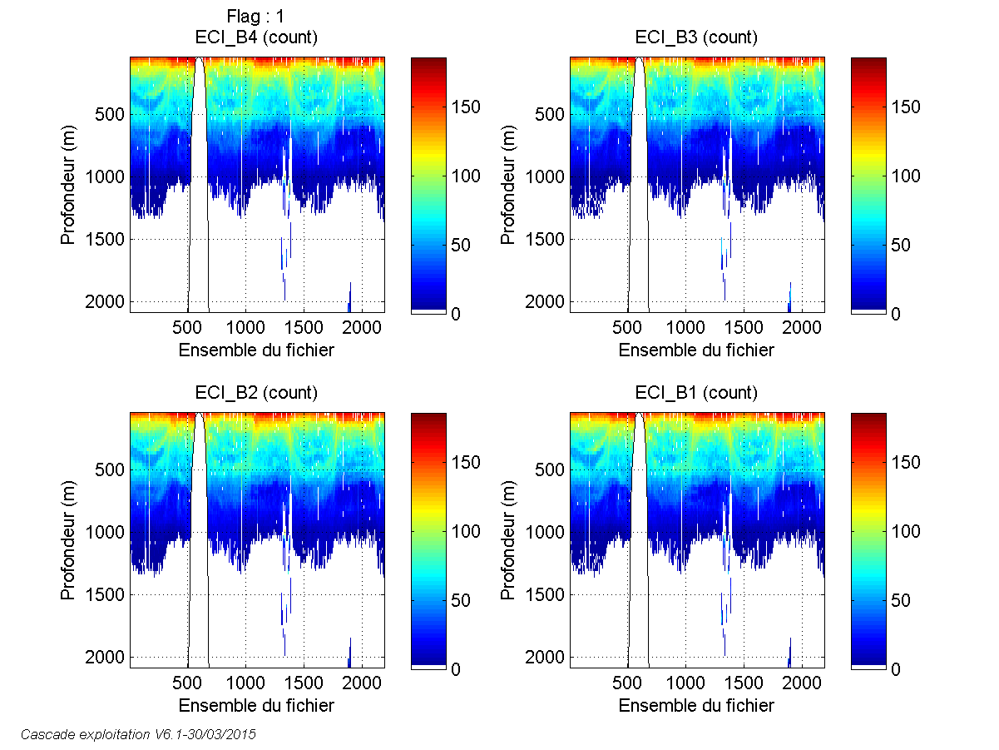 Flag : 1
ECI_B4 (count)
ECI_B3 (count)
500
1000
1500
2000
Profondeur (m)
500 1000 1500 2000
Ensemble du fichier
150
100
50
0
500
1000
1500
2000
Profondeur (m)
500 1000 1500 2000
Ensemble du fichier
150
100
50
0
ECI_B2 (count)
ECI_B1 (count)
500
1000
1500
2000
Profondeur (m)
500 1000 1500 2000
Ensemble du fichier
150
100
50
0
500
1000
1500
2000
Profondeur (m)
500 1000 1500 2000
Ensemble du fichier
150
100
50
0
Cascade exploitation V6.1-30/03/2015